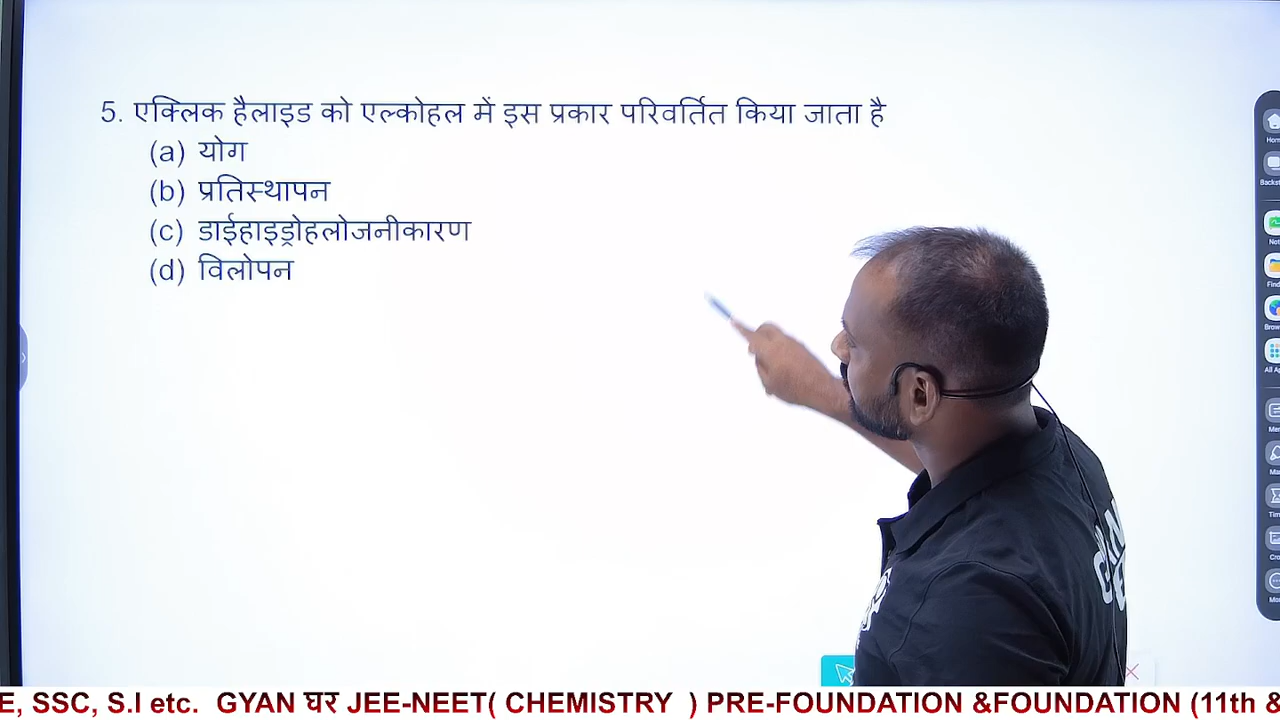 5. एक्लिक हैलाइड को एल्कोहल में इस प्रकार परिवर्तित किया जाता है
(a) योग
(b) प्रतिस्थापन
(c) डाईहाइड्रोहलोजनीकारण
(d) विलोपन
E, SSC, S.I etc. GYAN घर JEE-NEET( CHEMISTRY ) PRE-FOUNDATION &FOUNDATION (11th &